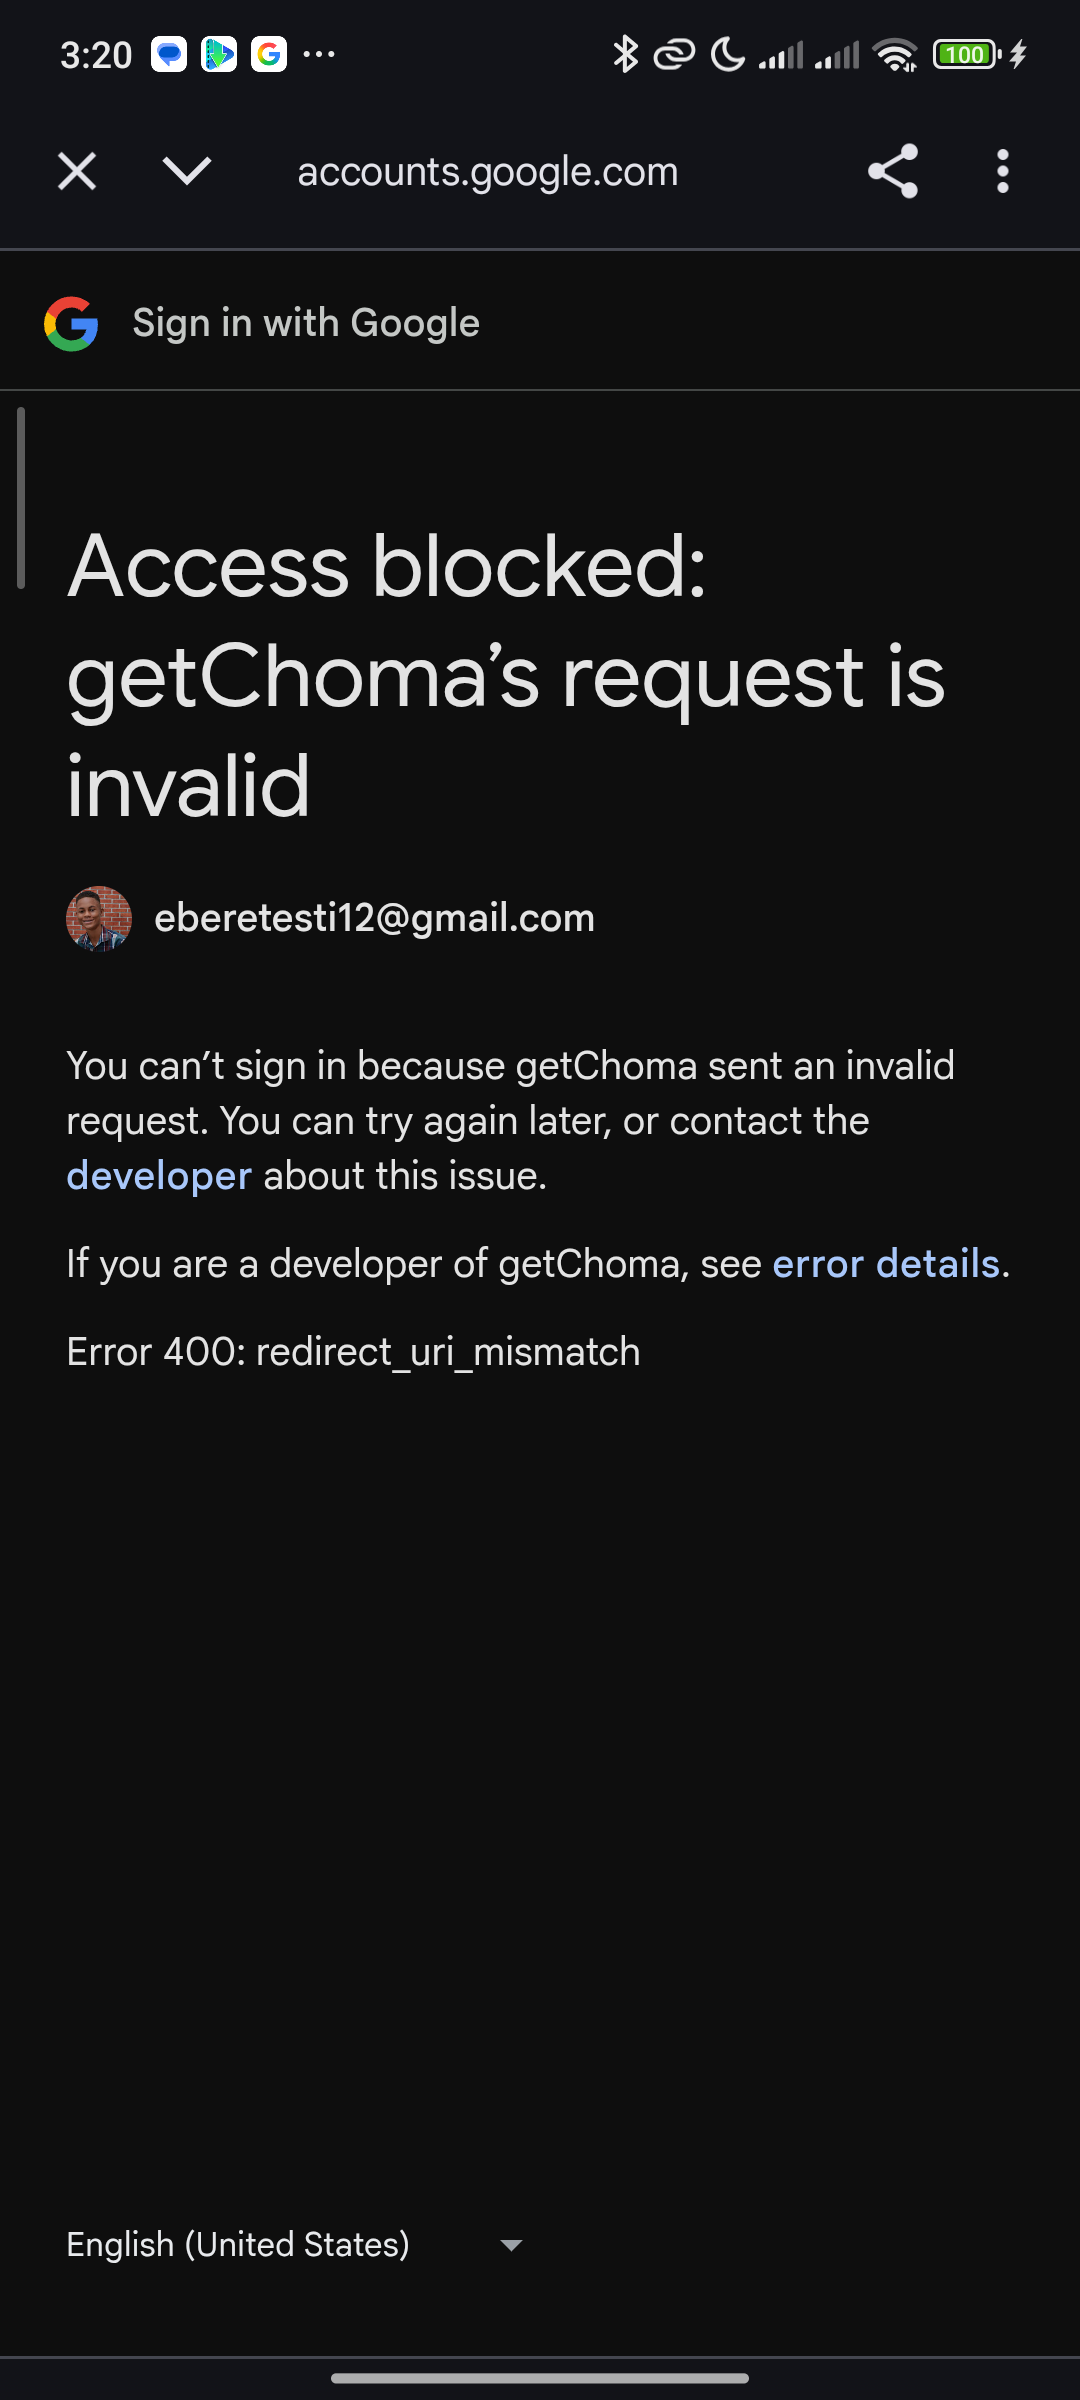 3:20
100
accounts.google.com
Sign in with Google
Access blocked:
getChoma’s request is
invalid
eberetesti12@gmail.com
You can’t sign in because getChoma sent an invalid
request. You can try again later, or contact the
developer about this issue.
If you are a developer of getChoma, see error details.
Error 400: redirect_uri_mismatch
English (United States)